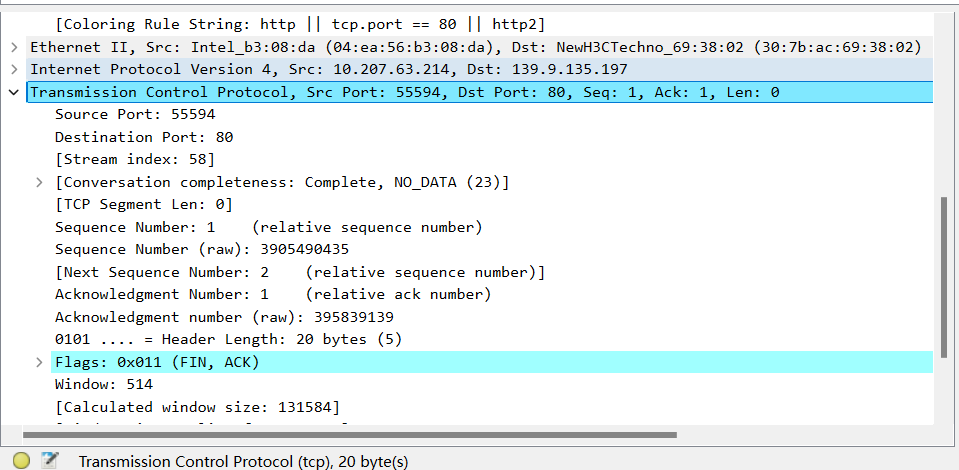 [Coloring Rule String: http || tcp.port == 80 || http2]
Ethernet II, Src: Intel_b3:08:da (04:ea:56:b3:08:da), Dst: NewH3CTechno_69:38:02 (30:7b:ac:69:38:02)
Internet Protocol Version 4, Src: 10.207.63.214, Dst: 139.9.135.197
Transmission Control Protocol, Src Port: 55594, Dst Port: 80, Seq: 1, Ack: 1, Len: 0
Source Port: 55594
Destination Port: 80
[Stream index: 58]
[Conversation completeness: Complete, NO_DATA (23)]
[TCP Segment Len: 0]
Sequence Number: 1    (relative sequence number)
Sequence Number (raw): 3905490435
[Next Sequence Number: 2    (relative sequence number)]
Acknowledgment Number: 1    (relative ack number)
Acknowledgment number (raw): 395839139
0101 .... = Header Length: 20 bytes (5)
Flags: 0x011 (FIN, ACK)
Window: 514
[Calculated window size: 131584]
Transmission Control Protocol (tcp), 20 byte(s)